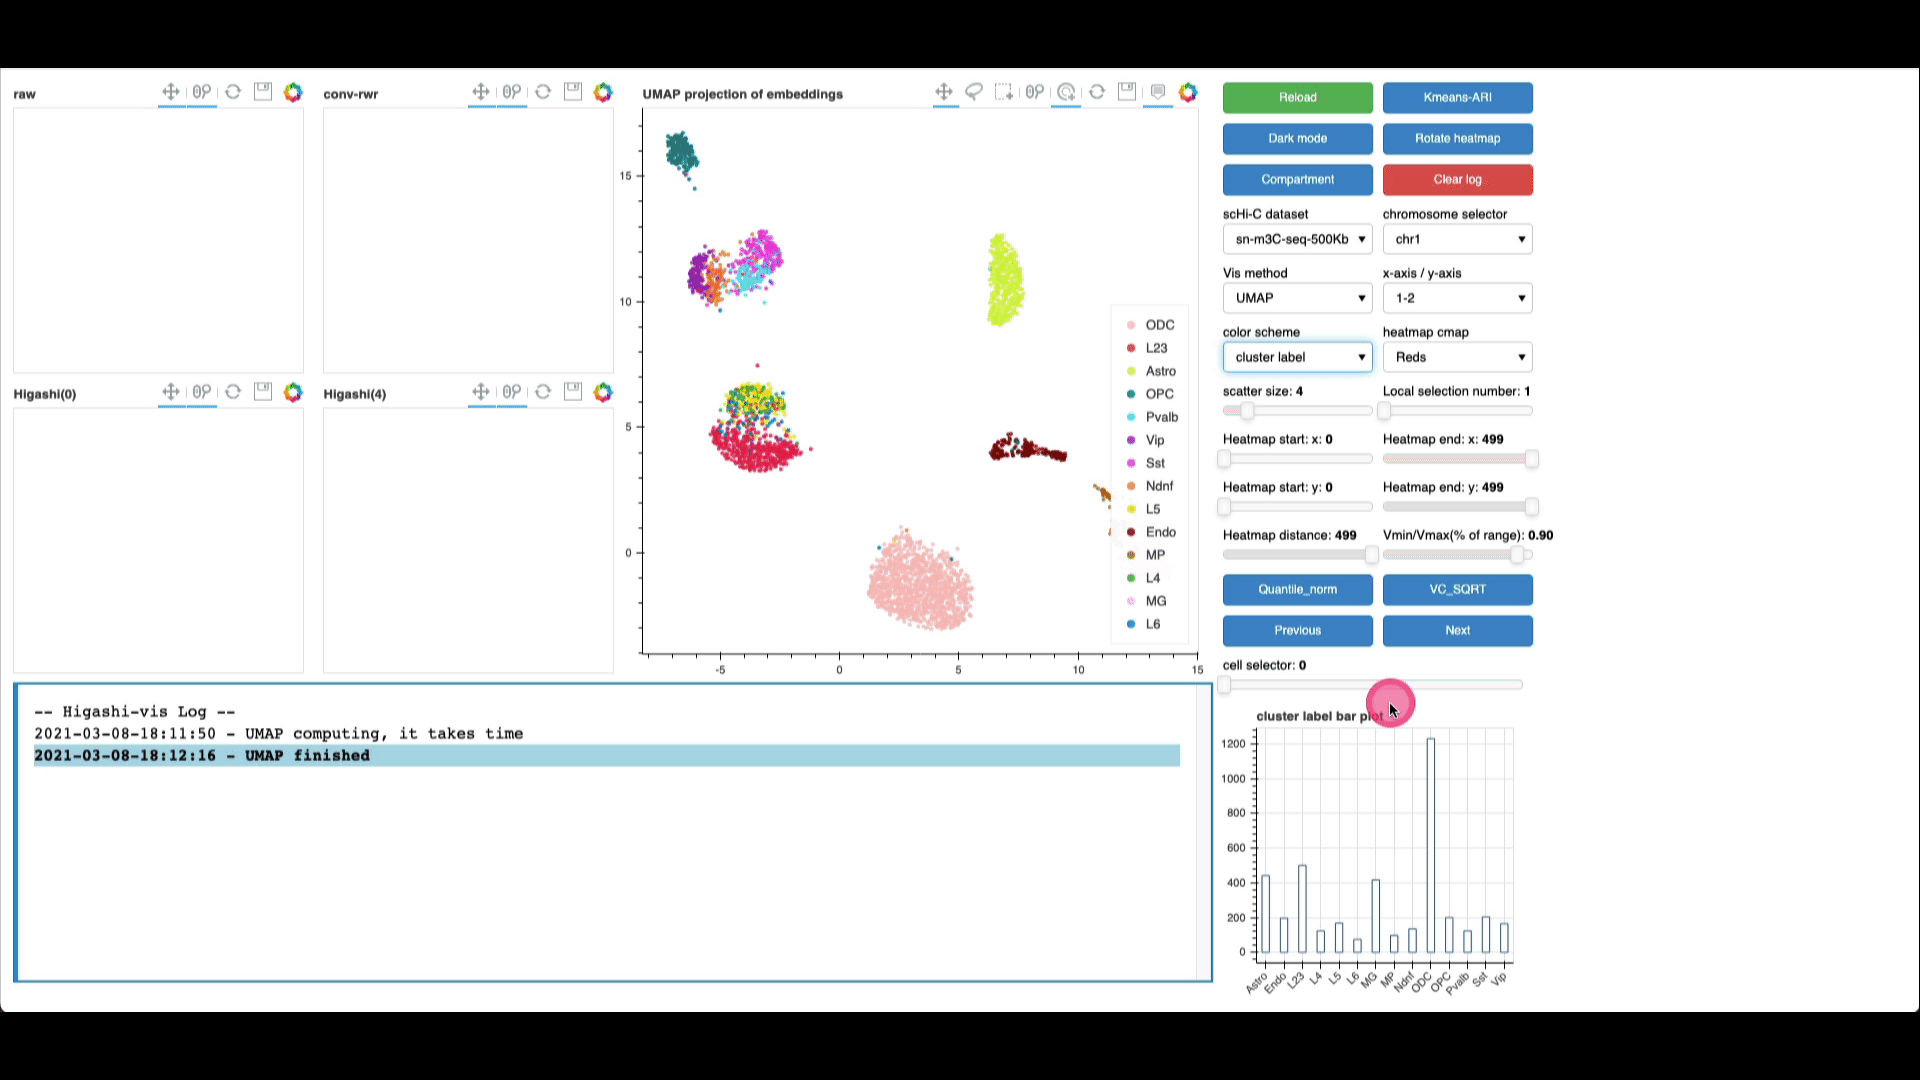 raw
conv-rwr
UMAP projection of embeddings
Higashi(0)
Higashi(4)
15
10
5
0
-5
0
5
10
15
ODC
L23
Astro
OPC
Pvalb
Vip
Sst
Ndnf
L5
Endo
MP
L4
MG
L6
Reload
Kmeans-ARI
Dark mode
Rotate heatmap
Compartment
Clear log
scHi-C dataset
chromosome selector
sn-m3C-seq-500Kb
chr1
Vis method
x-axis / y-axis
UMAP
1-2
color scheme
heatmap cmap
cluster label
Reds
scatter size: 4
Local selection number: 1
Heatmap start: x: 0
Heatmap end: x: 499
Heatmap start: y: 0
Heatmap end: y: 499
Heatmap distance: 499
Vmin/Vmax(% of range): 0.90
Quantile_norm
VC_SQRT
Previous
Next
cell selector: 0
-- Higashi-vis Log --
2021-03-08-18:11:50 - UMAP computing, it takes time
2021-03-08-18:12:16 - UMAP finished
cluster label bar plot
1200
1000
800
600
400
200
0
Astro
Endo
L23
L4
L5
L6
MG
MP
Ndnf
ODC
OPC
Pvalb
Sst
Vip